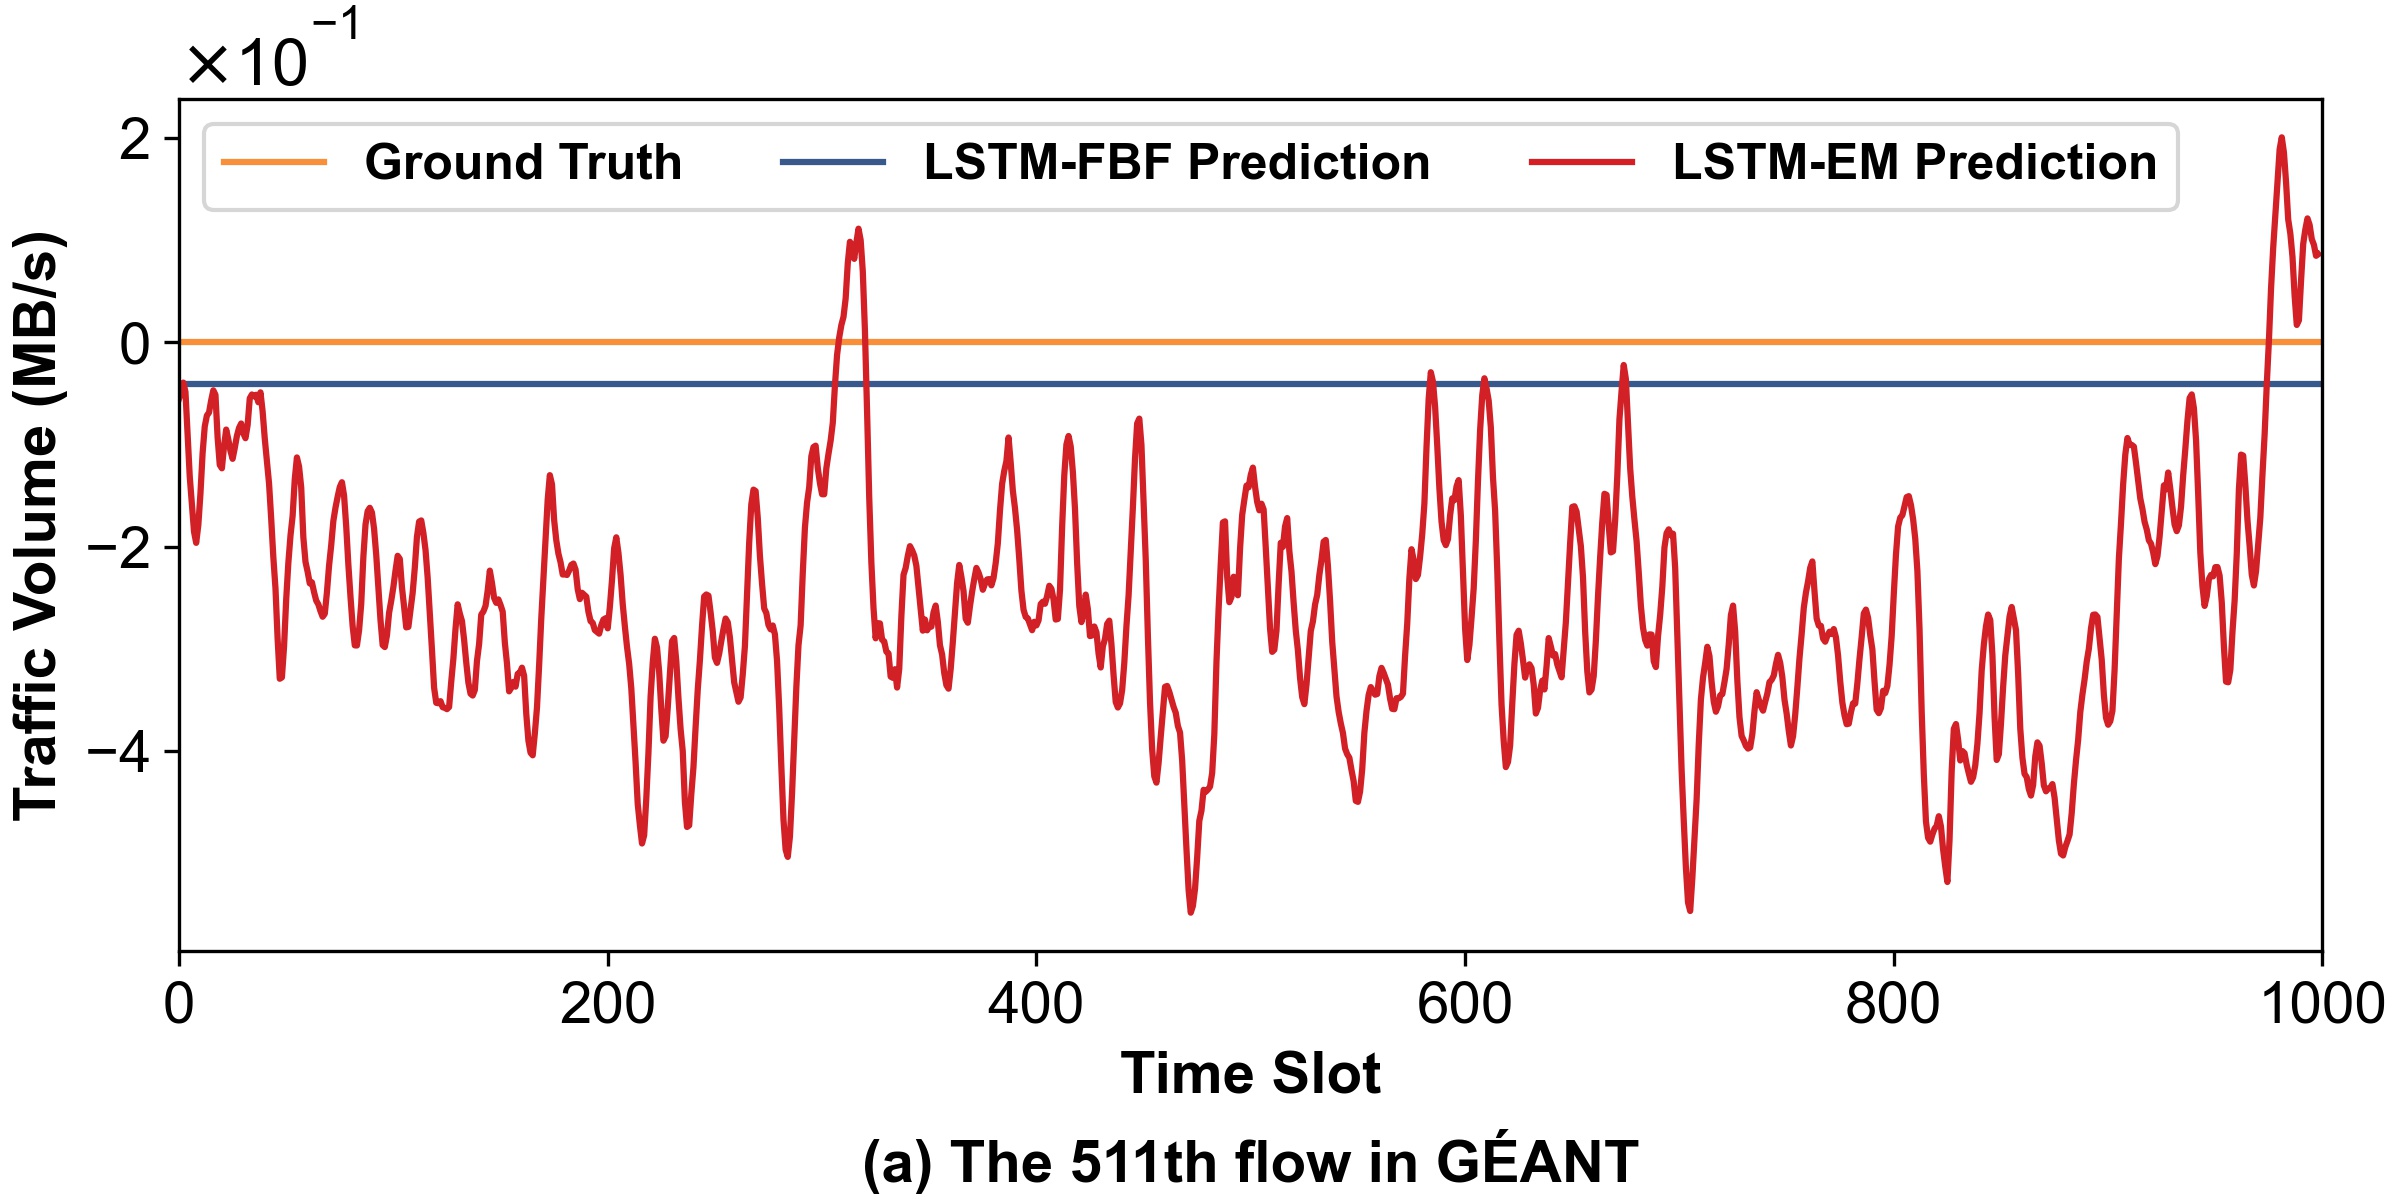 ×10⁻¹
2
0
−2
−4
Traffic Volume (MB/s)
Ground Truth
LSTM-FBF Prediction
LSTM-EM Prediction
0
200
400
600
800
1000
Time Slot
(a) The 511th flow in GÉANT